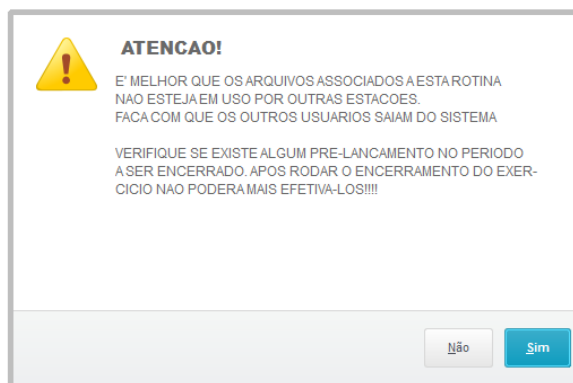 ATENCAO!
E' MELHOR QUE OS ARQUIVOS ASSOCIADOS A ESTA ROTINA
NAO ESTEJA EM USO POR OUTRAS ESTACOES.
FACA COM QUE OS OUTROS USUARIOS SAIAM DO SISTEMA
VERIFIQUE SE EXISTE ALGUM PRE-LANCAMENTO NO PERIODO
A SER ENCERRADO. APOS RODAR O ENCERRAMENTO DO EXER-
CICIO NAO PODERA MAIS EFETIVA-LOS!!!!
Não
Sim